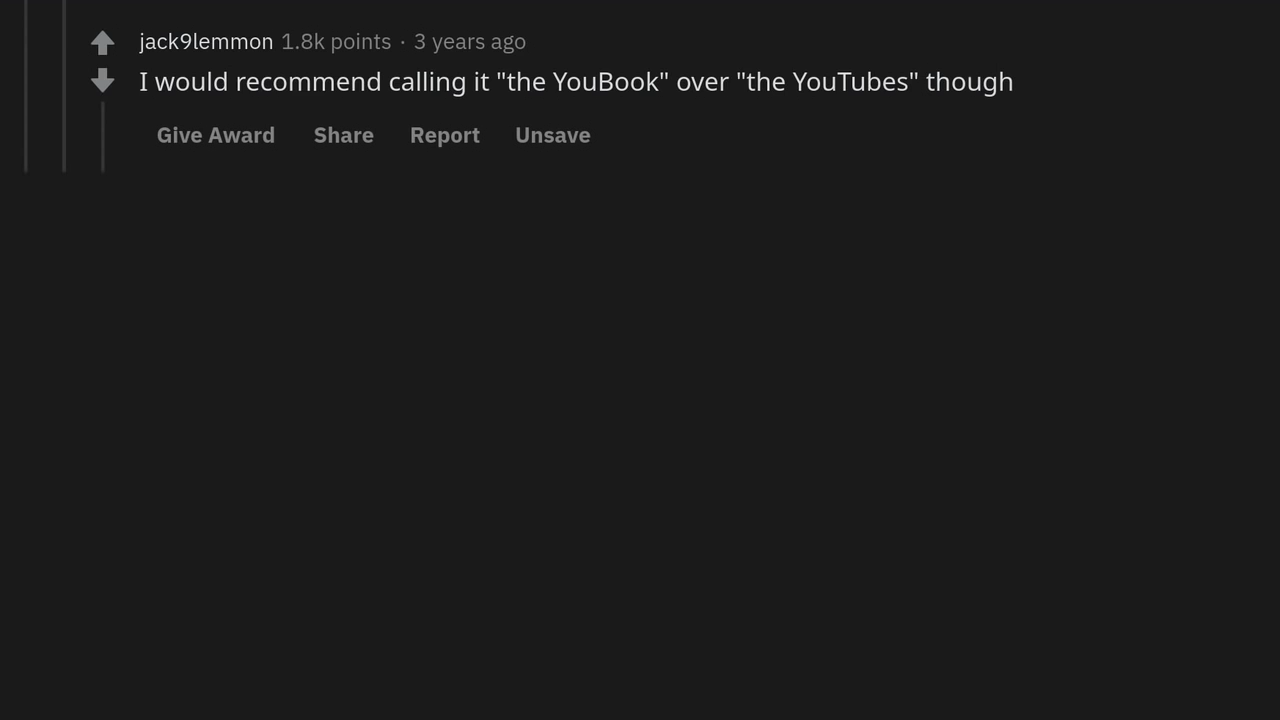 jack9lemmon 1.8k points · 3 years ago
I would recommend calling it "the YouBook" over "the YouTubes" though
Give Award Share Report Unsave